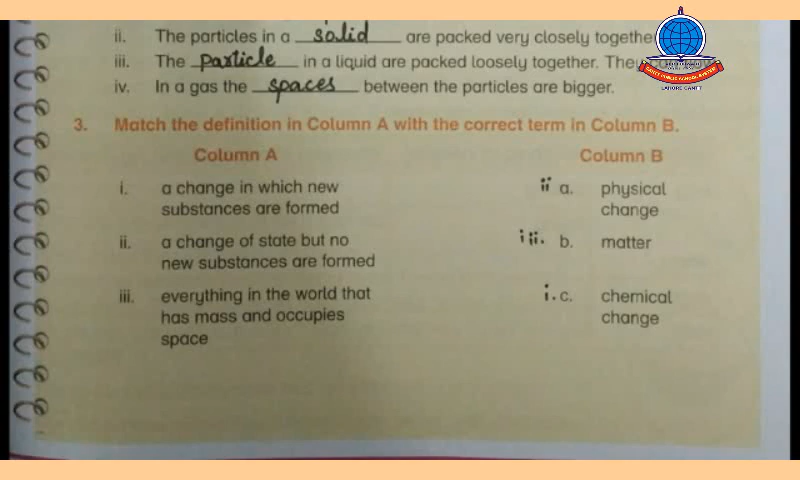 ii. The particles in a solid are packed very closely togethe
iii. The particle in a liquid are packed loosely together. The
iv. In a gas the spaces between the particles are bigger.
3. Match the definition in Column A with the correct term in Column B.
Column A Column B
i. a change in which new ii a. physical
substances are formed change
ii. a change of state but no iii. b. matter
new substances are formed
iii. everything in the world that i. c. chemical
has mass and occupies change
space
LAHORE CANTT